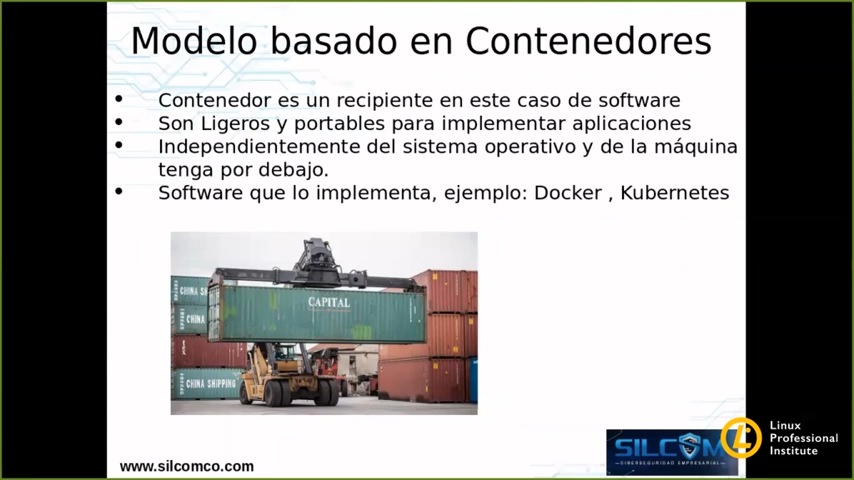 Modelo basado en Contenedores
• Contenedor es un recipiente en este caso de software
• Son Ligeros y portables para implementar aplicaciones
• Independientemente del sistema operativo y de la máquina
tenga por debajo.
• Software que lo implementa, ejemplo: Docker , Kubernetes
CHINA SH
CAPITAL
CHINA
CHINA SHIPPING
www.silcomco.com
SILCOM
CIBERSEGURIDAD EMPRESARIAL
Linux
Professional
Institute